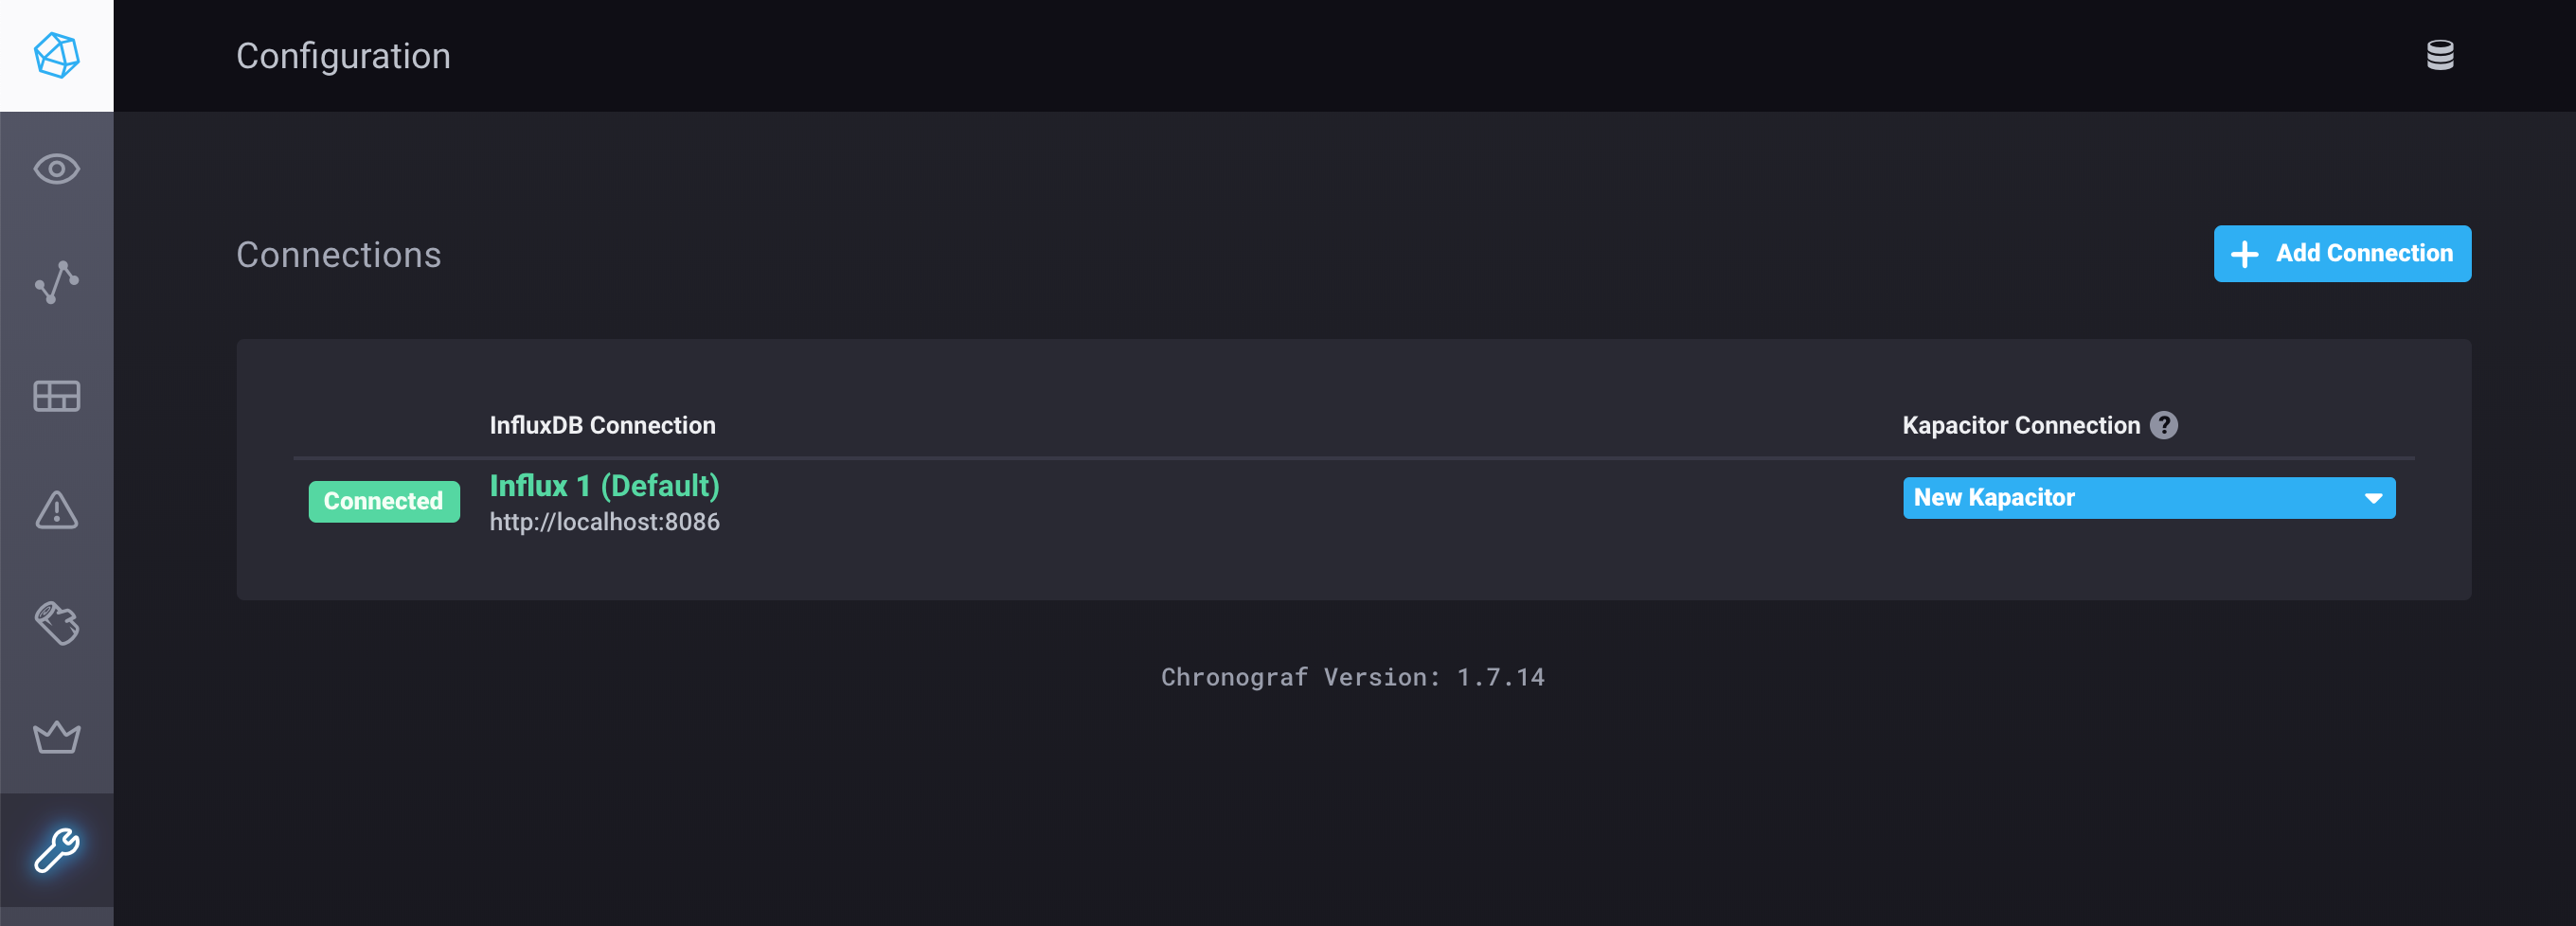 Configuration
Connections
Add Connection
InfluxDB Connection
Kapacitor Connection ?
Connected
Influx 1 (Default)
http://localhost:8086
New Kapacitor
Chronograf Version: 1.7.14